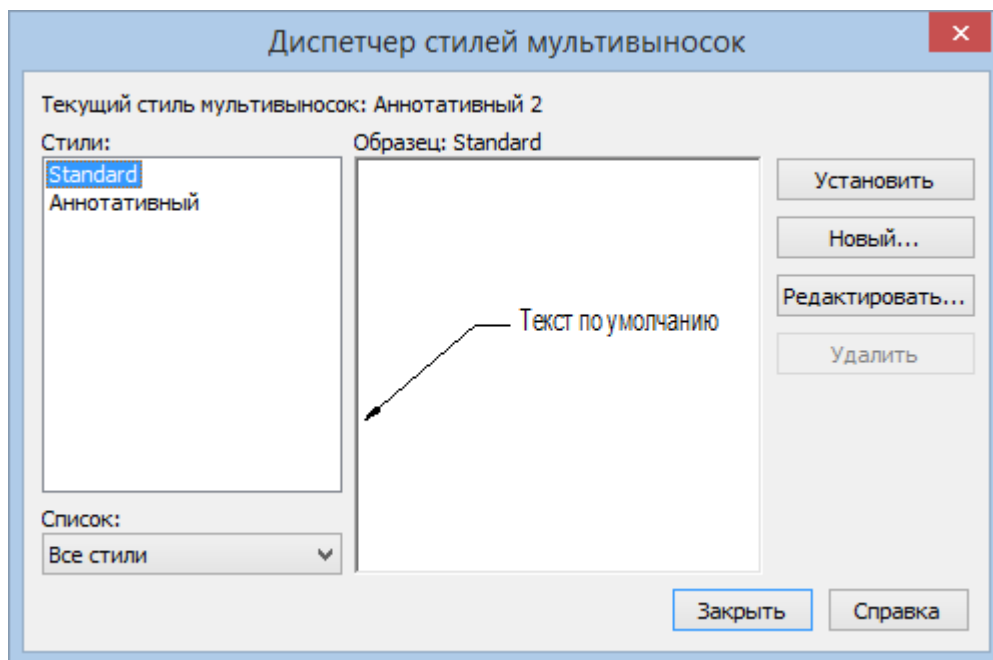 Диспетчер стилей мультивыносок
Текущий стиль мультивыносок: Аннотативный 2
Стили:
Standard
Аннотативный
Список:
Все стили
Образец: Standard
Текст по умолчанию
Установить
Новый...
Редактировать...
Удалить
Закрыть
Справка